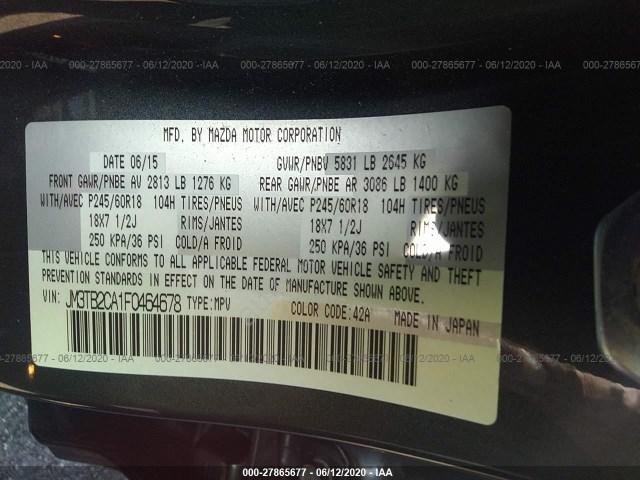 000-27865677 - 06/12/2020 - IAA 000-27865677 - 06/12/2020 - IAA
MFD. BY MAZDA MOTOR CORPORATION
DATE 06/15 GVWR/PNBV 5831 LB 2645 KG
FRONT GAWR/PNBE AV 2813 LB 1276 KG REAR GAWR/PNBE AR 3086 LB 1400 KG
WITH/AVEC P245/60R18 104H TIRES/PNEUS WITH/AVEC P245/60R18 104H TIRES/PNEUS
18X7 1/2J RIMS/JANTES 18X7 1/2J RIMS/JANTES
250 KPA/36 PSI COLD/A FROID 250 KPA/36 PSI COLD/A FROID
THIS VEHICLE CONFORMS TO ALL APPLICABLE FEDERAL MOTOR VEHICLE SAFETY AND THEFT
PREVENTION STANDARDS IN EFFECT ON THE DATE OF MANUFACTURE SHOWN ABOVE.
VIN: JM3TB2CA1F0464678 TYPE:MPV COLOR CODE:42A MADE IN JAPAN
000-27865677 - 06/12/2020 - IAA 000-27865677 - 06/12/2020 - IAA
000-27865677 - 06/12/2020 - IAA